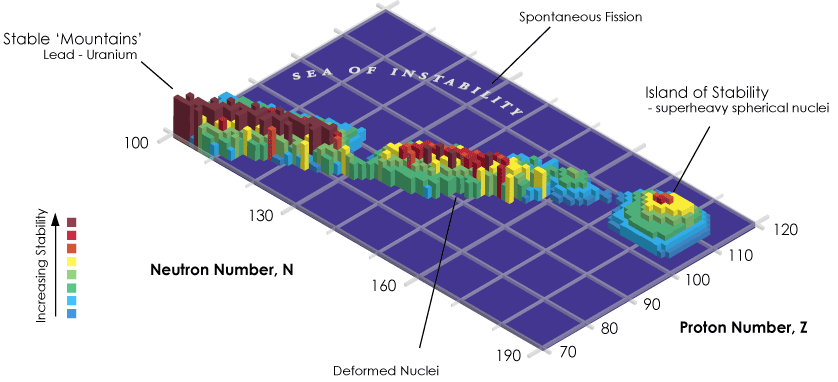 Spontaneous Fission
Stable ‘Mountains’
Lead - Uranium
SEA OF INSTABILITY
Island of Stability
- superheavy spherical nuclei
100
130
160
190
70
80
90
100
110
120
Increasing Stability
Neutron Number, N
Proton Number, Z
Deformed Nuclei